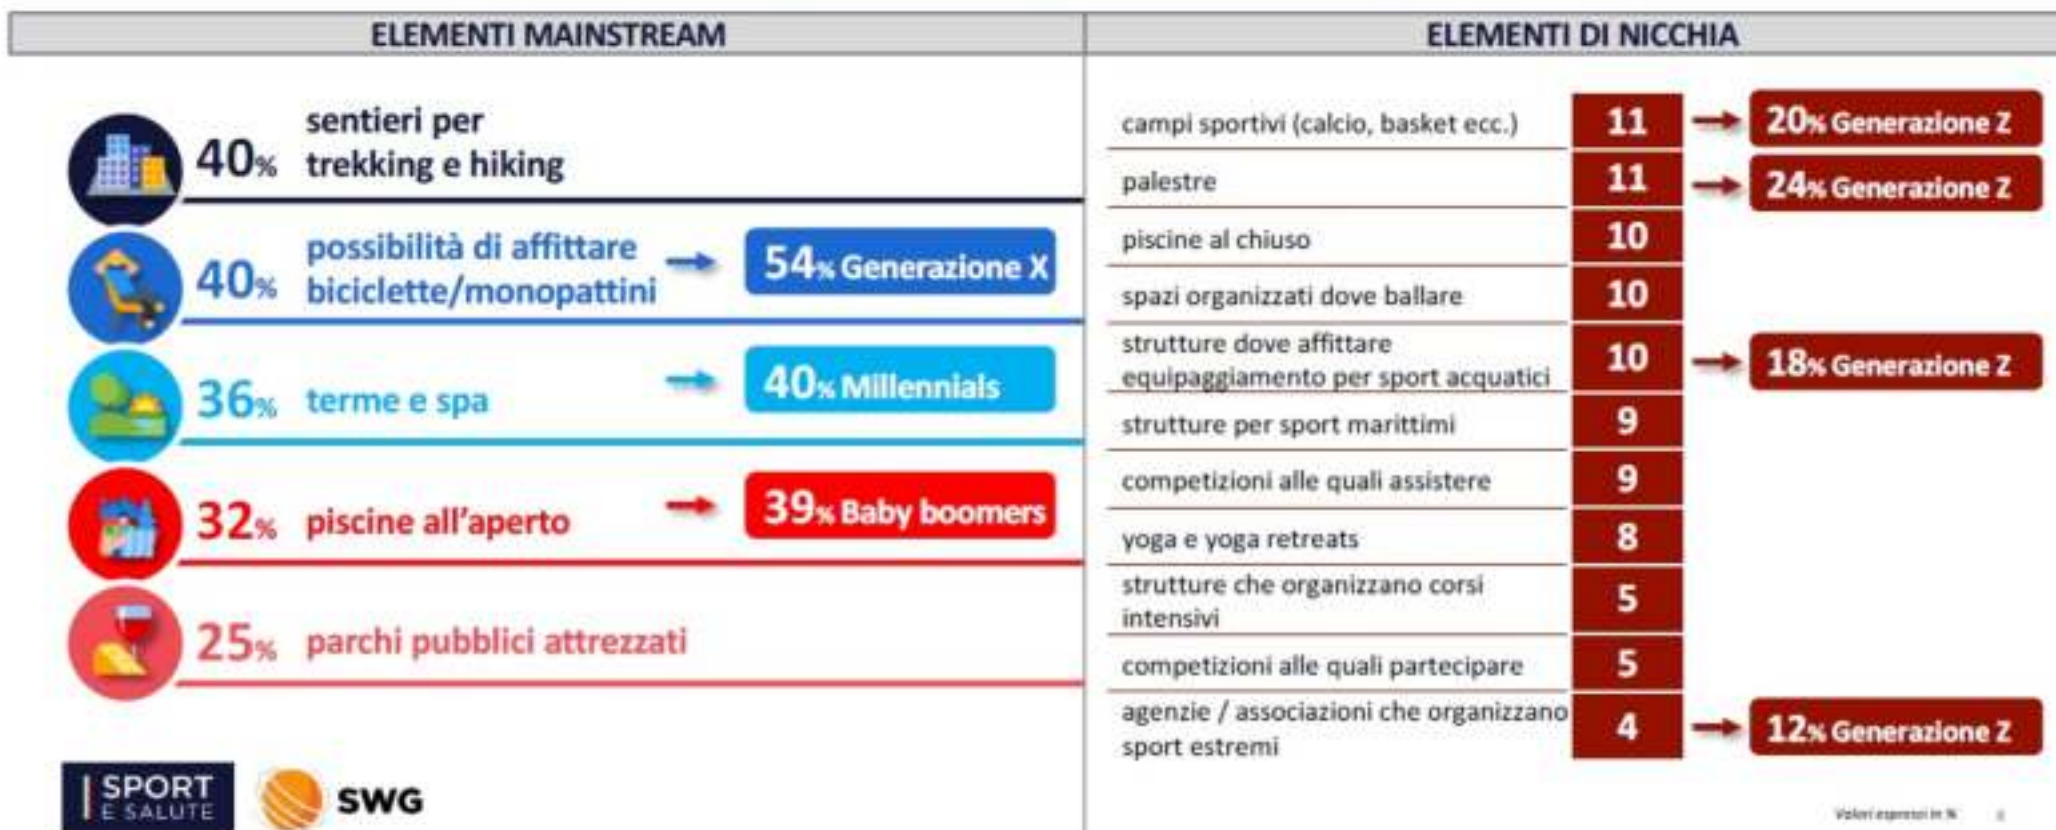 ELEMENTI MAINSTREAM
40% sentieri per
trekking e hiking
40% possibilità di affittare
biciclette/monopattini
54% Generazione X
36% terme e spa
40% Millennials
32% piscine all'aperto
39% Baby boomers
25% parchi pubblici attrezzati
SPORT
E SALUTE
SWG
ELEMENTI DI NICCHIA
campi sportivi (calcio, basket ecc.) 11 20% Generazione Z
palestre 11 24% Generazione Z
piscine al chiuso 10
spazi organizzati dove ballare 10
strutture dove affittare
equipaggiamento per sport acquatici 10 18% Generazione Z
strutture per sport marittimi 9
competizioni alle quali assistere 9
yoga e yoga retreats 8
strutture che organizzano corsi
intensivi 5
competizioni alle quali partecipare 5
agenzie / associazioni che organizzano
sport estremi 4 12% Generazione Z
Valori espressi in %